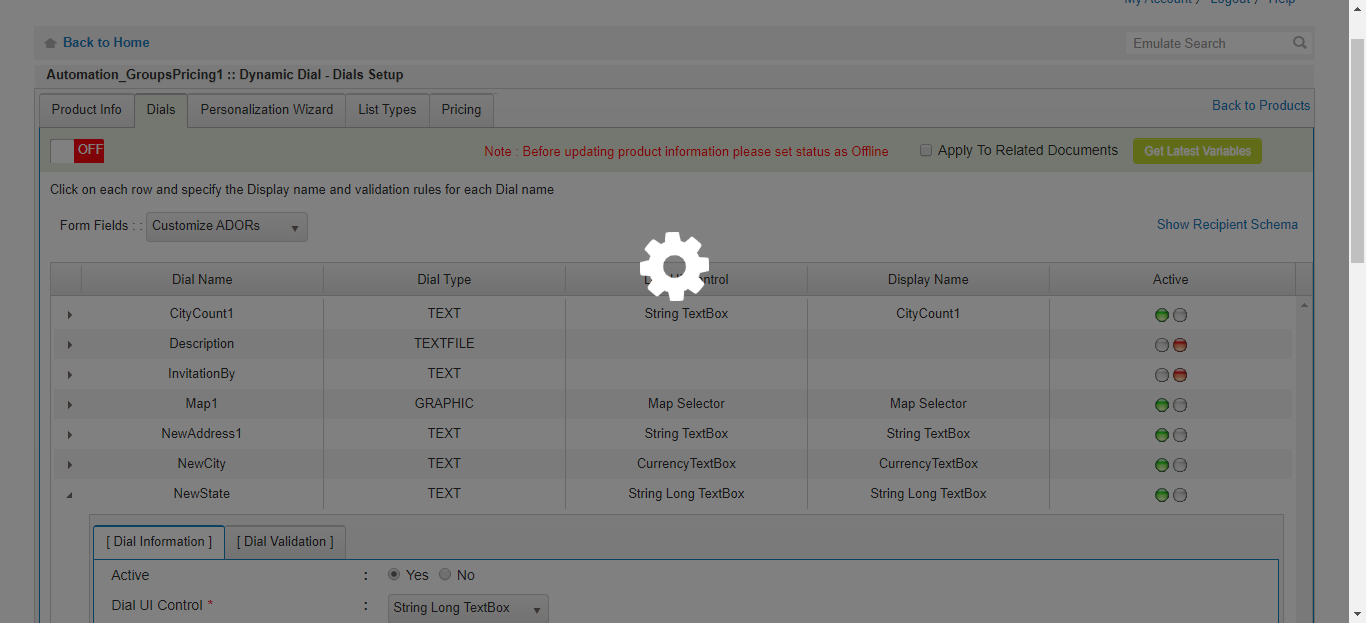 My Account / Logout / Help
Back to Home
Emulate Search
Automation_GroupsPricing1 :: Dynamic Dial - Dials Setup
Product Info Dials Personalization Wizard List Types Pricing
Back to Products
OFF
Note : Before updating product information please set status as Offline
Apply To Related Documents
Get Latest Variables
Click on each row and specify the Display name and validation rules for each Dial name
Form Fields : : Customize ADORs
Show Recipient Schema
Dial Name Dial Type Display Name Active
CityCount1 TEXT String TextBox CityCount1
Description TEXTFILE
InvitationBy TEXT
Map1 GRAPHIC Map Selector Map Selector
NewAddress1 TEXT String TextBox String TextBox
NewCity TEXT CurrencyTextBox CurrencyTextBox
NewState TEXT String Long TextBox String Long TextBox
[ Dial Information ] [ Dial Validation ]
Active : Yes No
Dial UI Control * : String Long TextBox